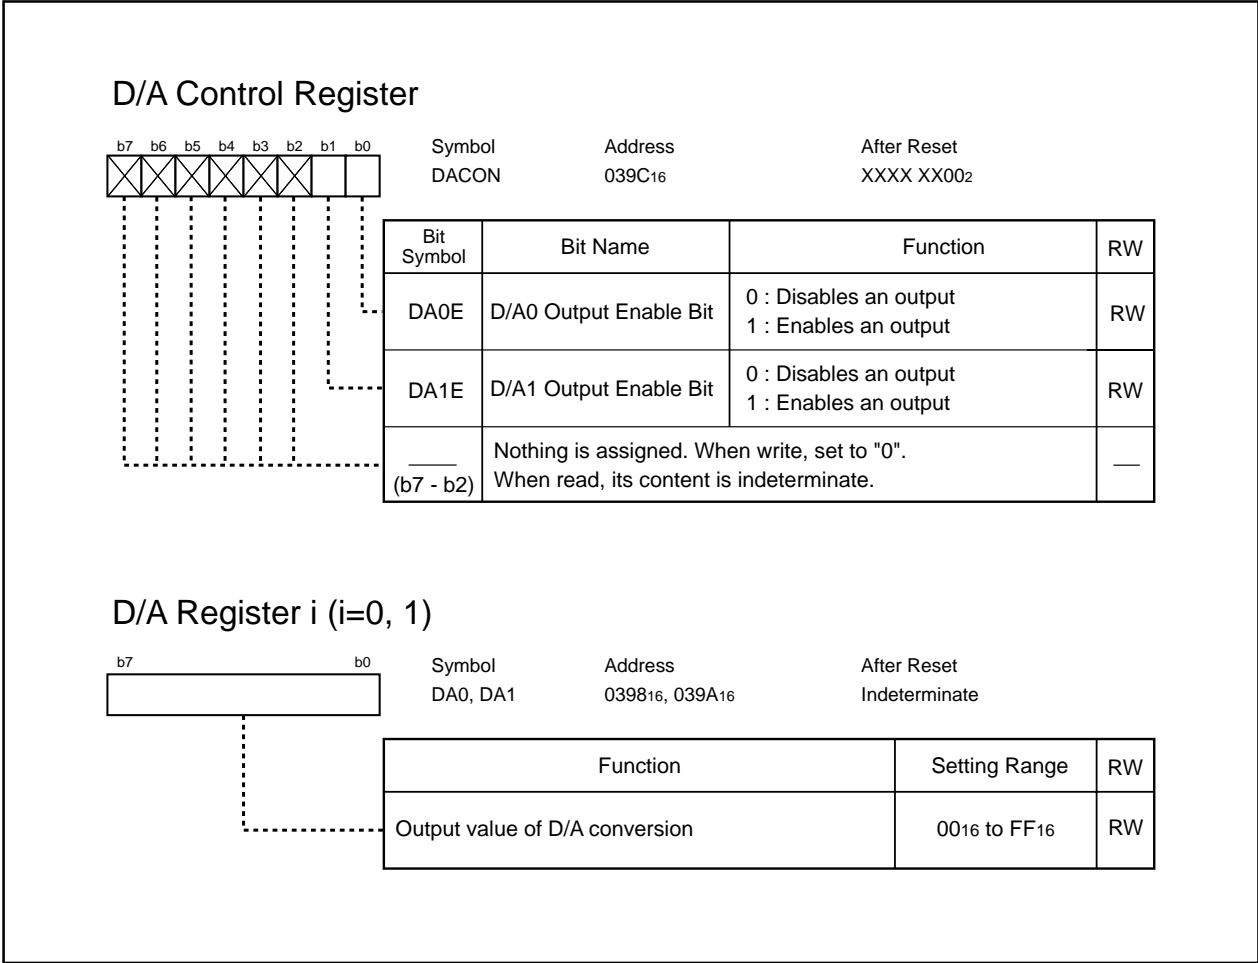 D/A Control Register
b7 b6 b5 b4 b3 b2 b1 b0
Symbol Address After Reset
DACON 039C16 XXXX XX002
Bit Symbol Bit Name Function RW
DA0E D/A0 Output Enable Bit 0 : Disables an output
1 : Enables an output RW
DA1E D/A1 Output Enable Bit 0 : Disables an output
1 : Enables an output RW
(b7 - b2) Nothing is assigned. When write, set to "0".
When read, its content is indeterminate.
D/A Register i (i=0, 1)
b7 b0
Symbol Address After Reset
DA0, DA1 039816, 039A16 Indeterminate
Function Setting Range RW
Output value of D/A conversion 0016 to FF16 RW